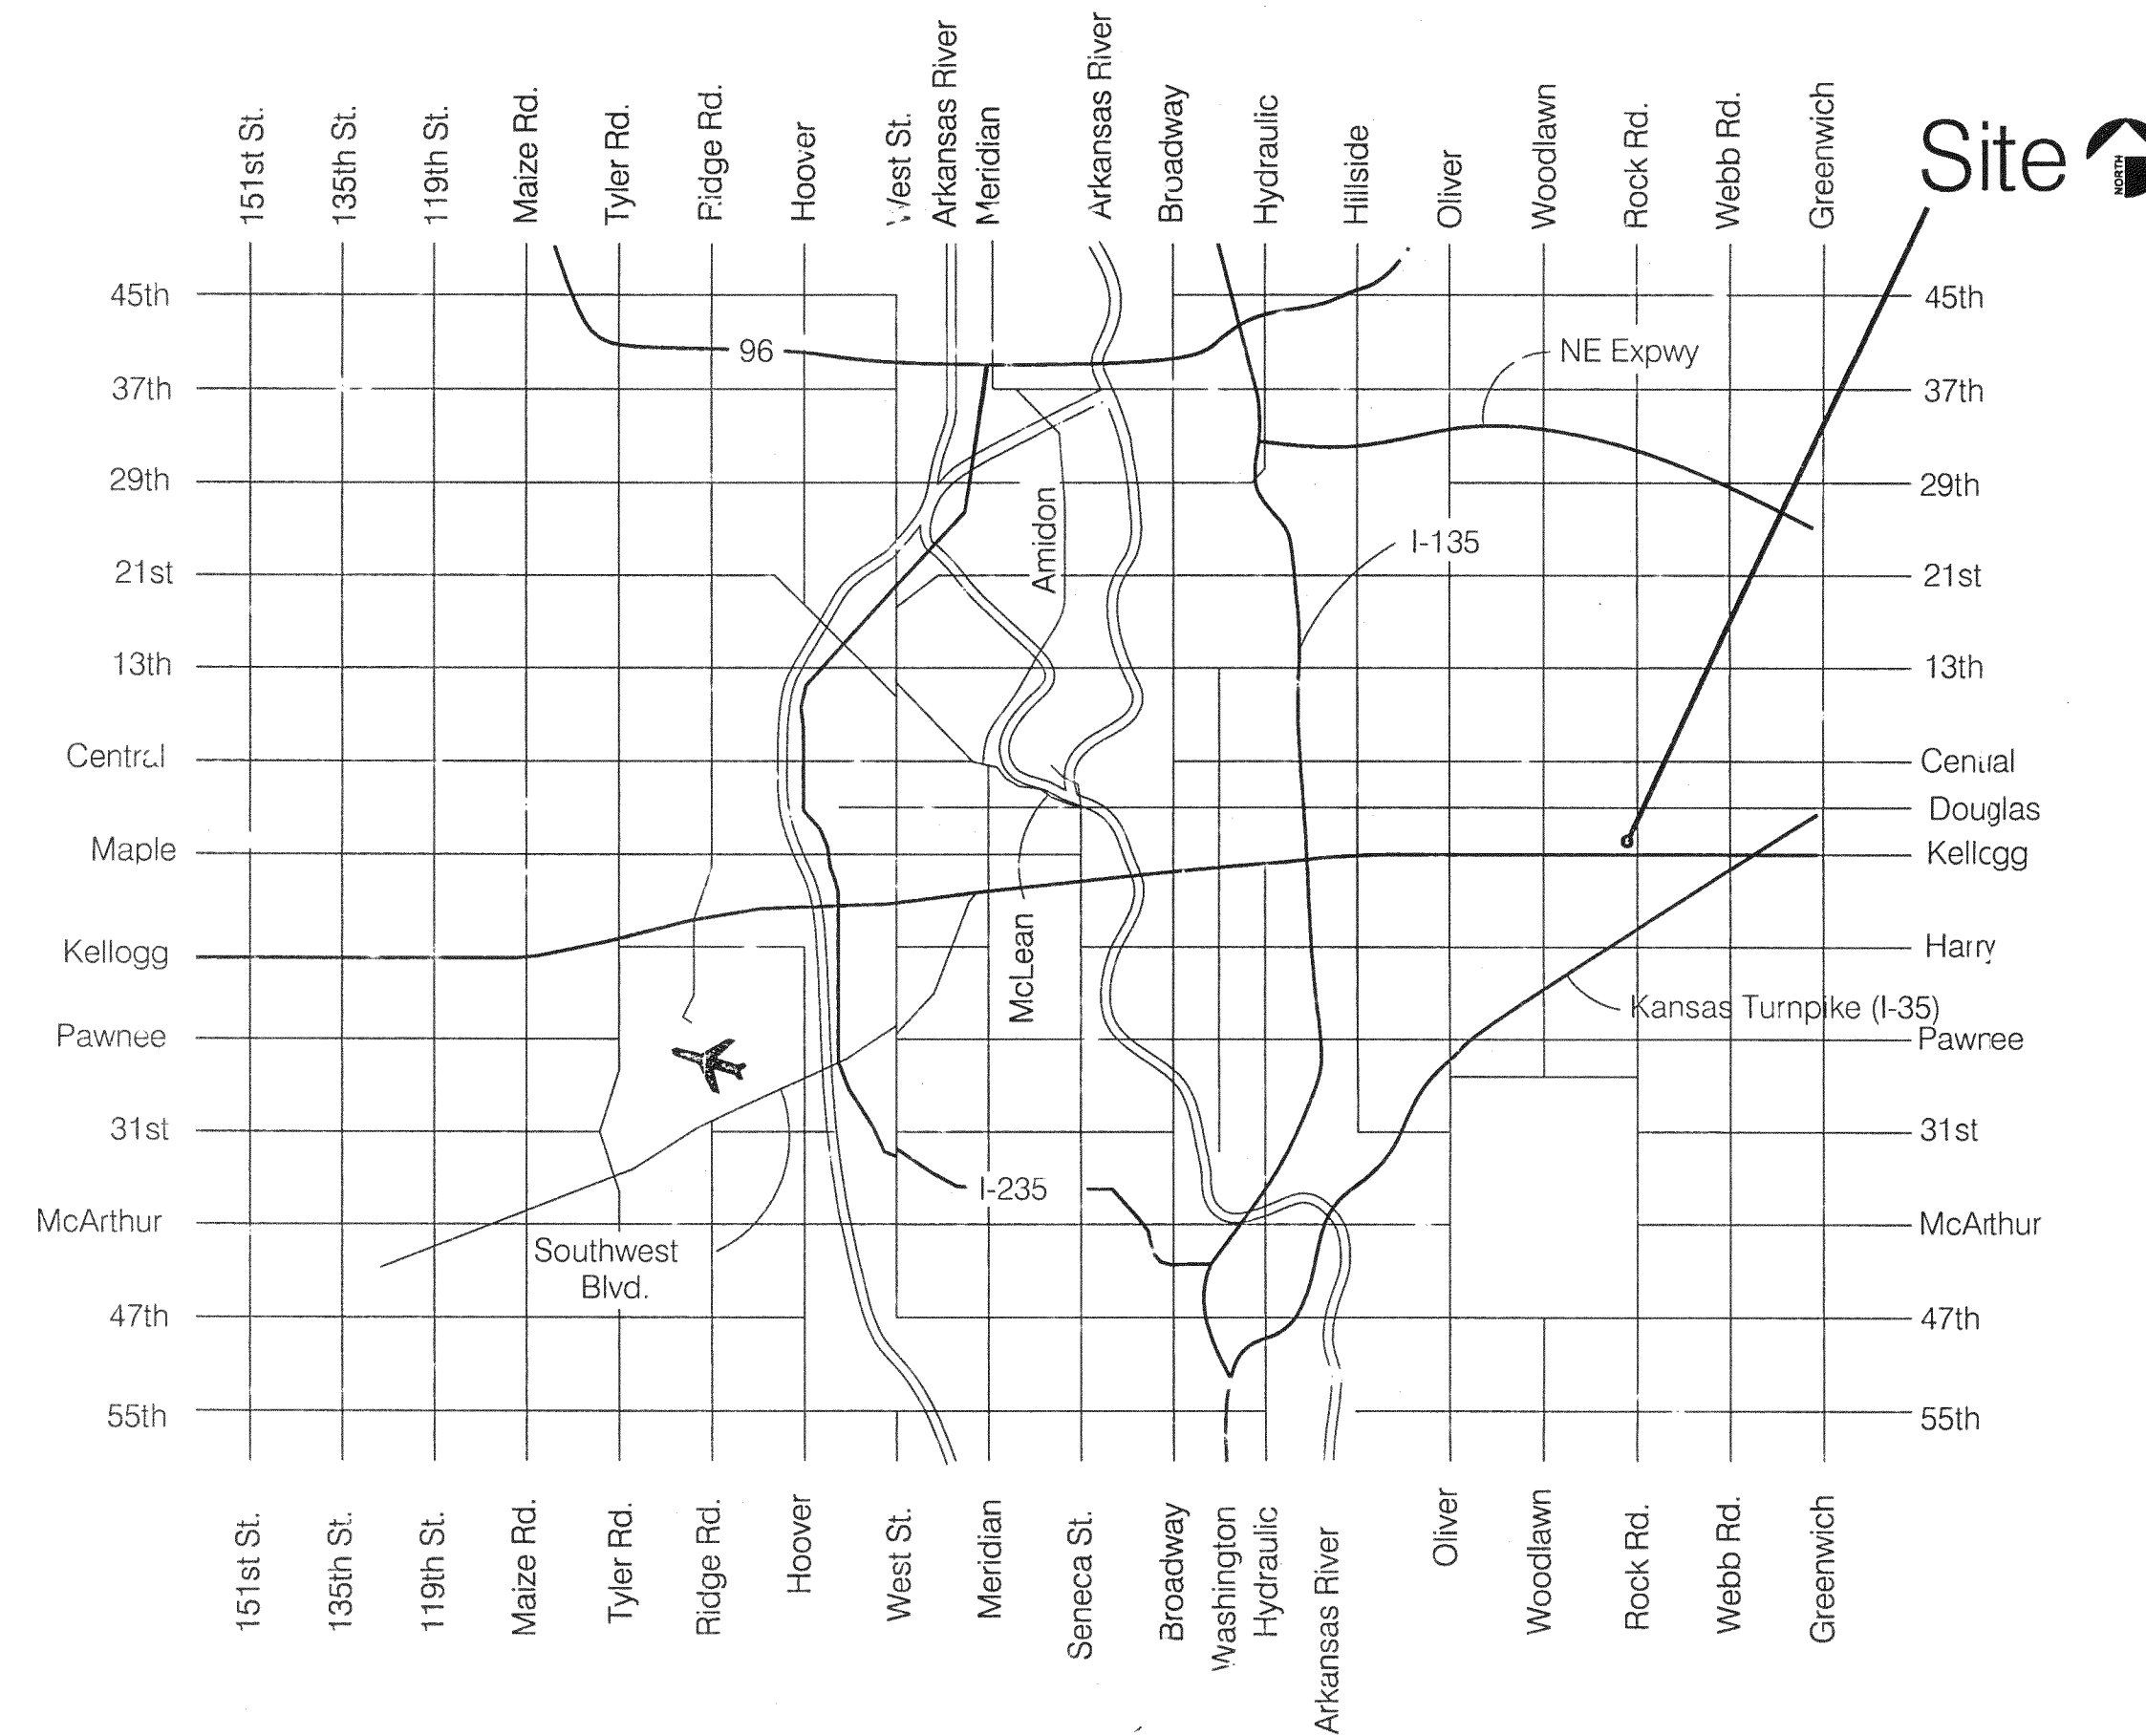 151st St.
135th St.
119th St.
Maize Rd.
Tyler Rd.
Ridge Rd.
Hoover
West St.
Arkansas River
Meridian
Arkansas River
Broadway
Hydraulic
Hillside
Oliver
Woodlawn
Rock Rd.
Webb Rd.
Greenwich
Site
NORTH
45th
45th
96
NE Expwy
37th
37th
29th
29th
Amidon
I-135
21st
21st
13th
13th
Central
Central
Douglas
Maple
Kellogg
McLean
Kellogg
Harry
Kansas Turnpike (I-35)
Pawnee
Pawnee
31st
31st
I-235
McArthur
McArthur
Southwest
Blvd.
47th
47th
55th
55th
151st St.
135th St.
119th St.
Maize Rd.
Tyler Rd.
Ridge Rd.
Hoover
West St.
Meridian
Seneca St.
Broadway
Washington
Hydraulic
Arkansas River
Oliver
Woodlawn
Rock Rd.
Webb Rd.
Greenwich